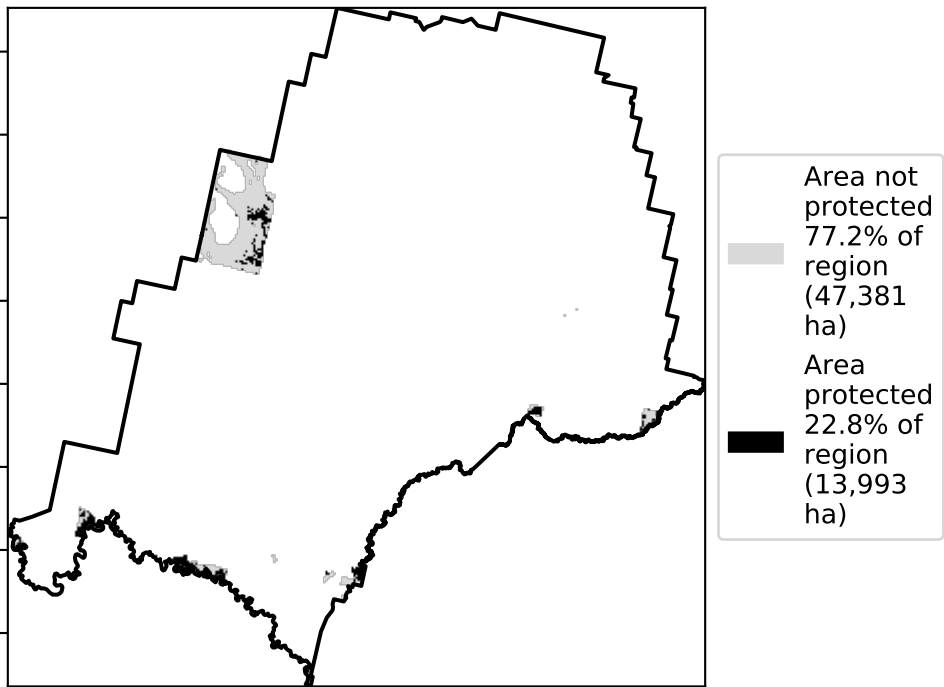 Area not
protected
77.2% of
region
(47,381
ha)
Area
protected
22.8% of
region
(13,993
ha)